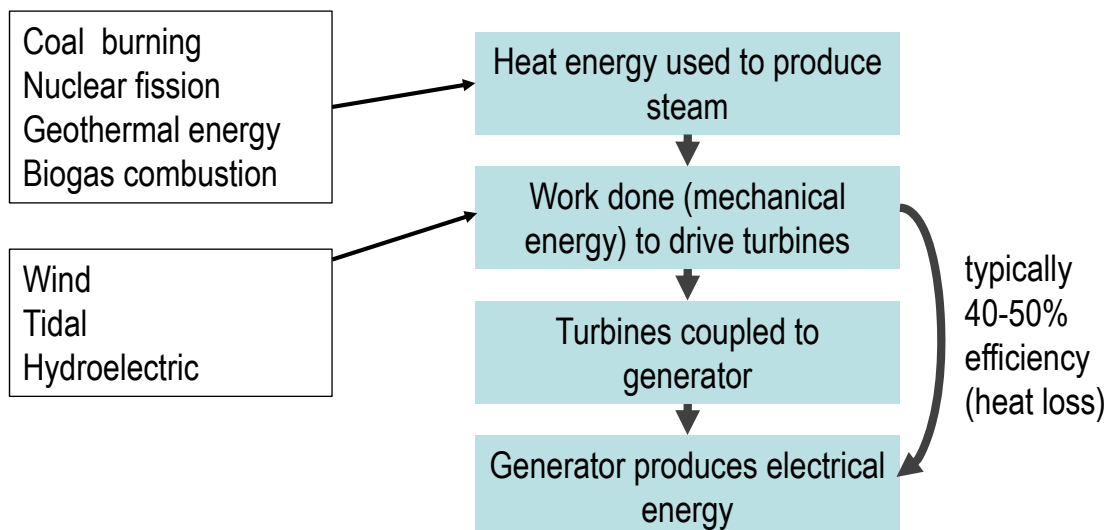 Coal  burning
Nuclear fission
Geothermal energy
Biogas combustion
Wind
Tidal
Hydroelectric
Heat energy used to produce
steam
Work done (mechanical
energy) to drive turbines
Turbines coupled to
generator
Generator produces electrical
energy
typically
40-50%
efficiency
(heat loss)